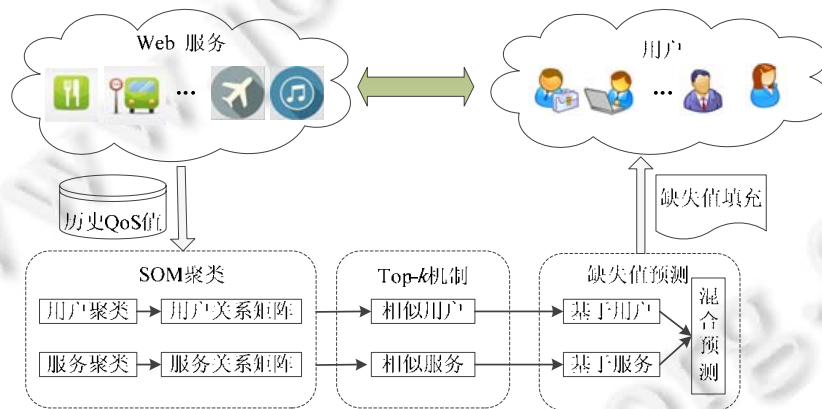 Web 服务
用户
...
...
历史QoS值
缺失值填充
SOM聚类
Top-k机制
缺失值预测
用户聚类
用户关系矩阵
相似用户
基于用户
服务聚类
服务关系矩阵
相似服务
基于服务
混合预测